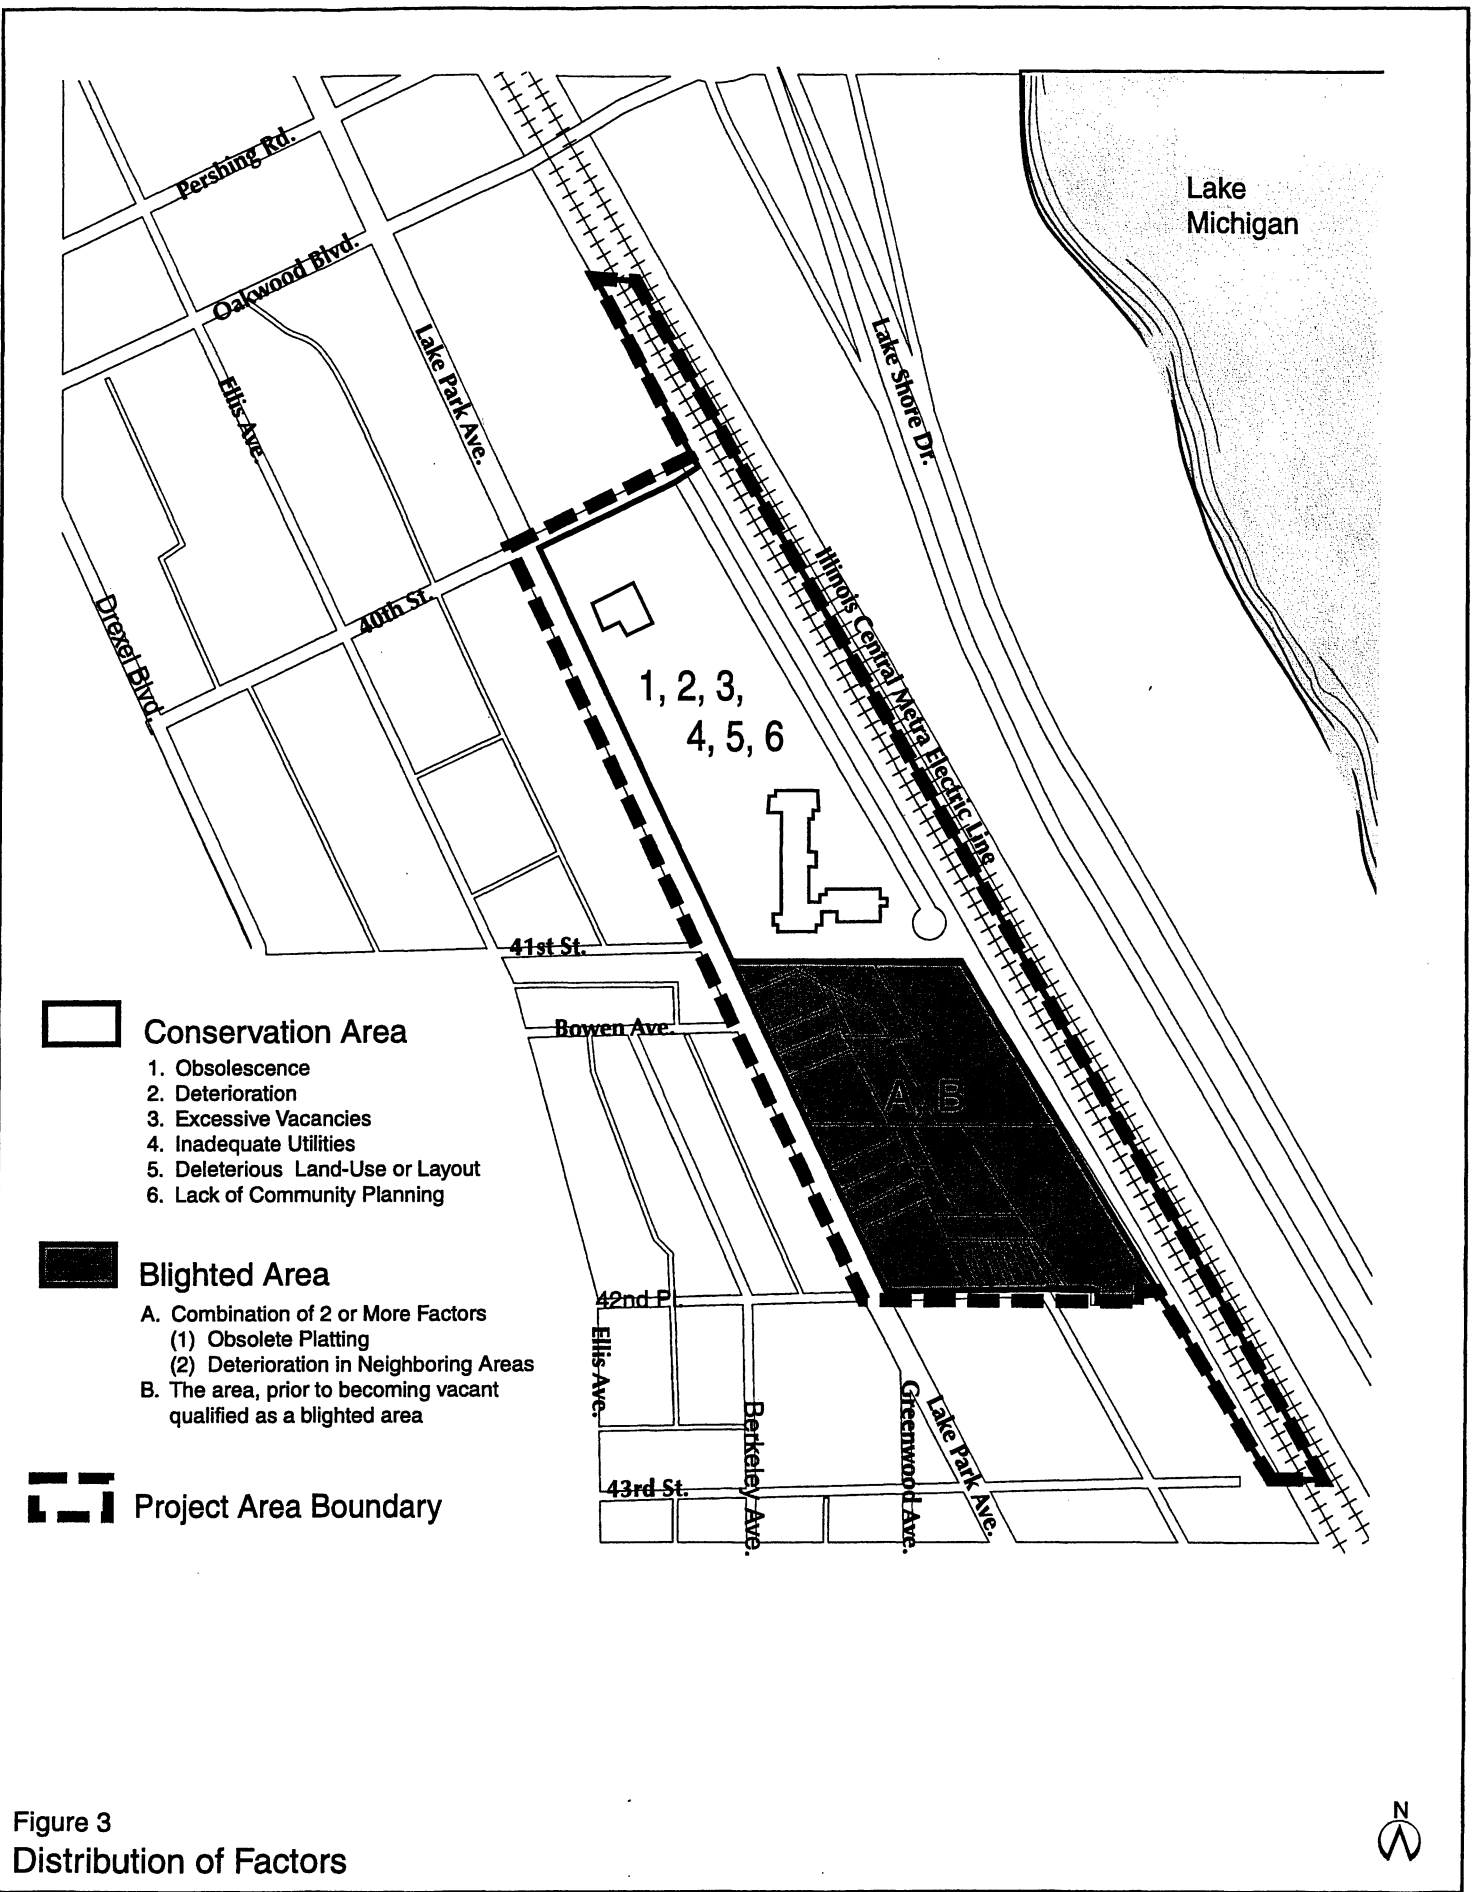 Lake
Michigan
Pershing Rd.
Oakwood Blvd.
Ellis Ave.
Lake Park Ave.
Lake Shore Dr.
Drexel Blvd.
40th St.
Illinois Central Metra Electric Line
1, 2, 3,
4, 5, 6
41st St.
Bowen Ave.
A, B
42nd Pl.
Ellis Ave.
Berkeley Ave.
Greenwood Ave.
Lake Park Ave.
43rd St.
Conservation Area
1. Obsolescence
2. Deterioration
3. Excessive Vacancies
4. Inadequate Utilities
5. Deleterious Land-Use or Layout
6. Lack of Community Planning
Blighted Area
A. Combination of 2 or More Factors
(1) Obsolete Platting
(2) Deterioration in Neighboring Areas
B. The area, prior to becoming vacant
qualified as a blighted area
Project Area Boundary
Figure 3
Distribution of Factors
N